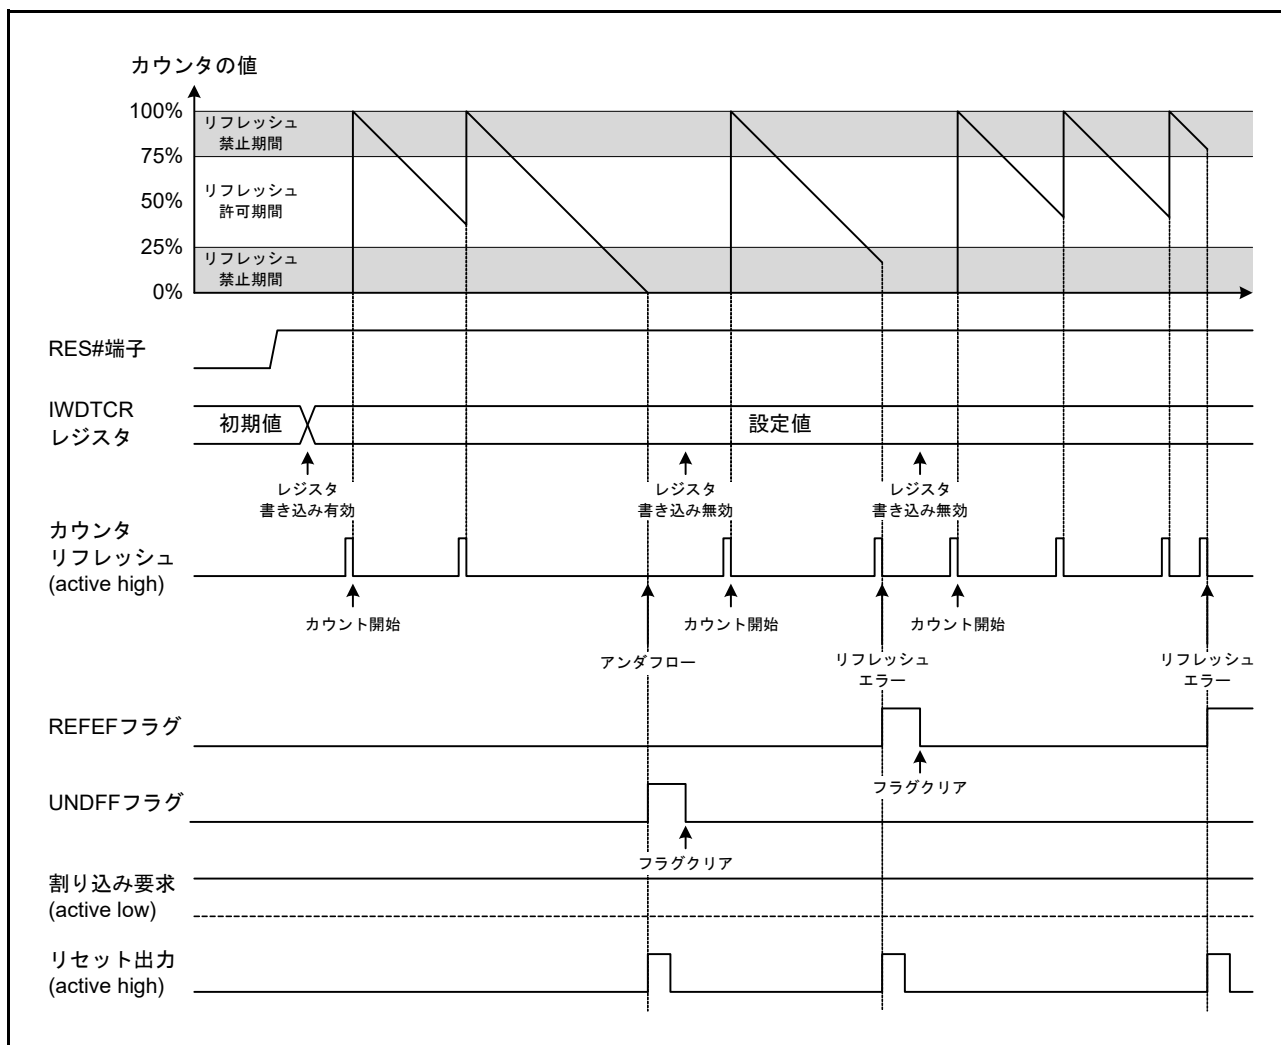 カウンタの値
100%
リフレッシュ
禁止期間
75%
リフレッシュ
50%
許可期間
25%
リフレッシュ
禁止期間
0%
RES#端子
IWDTCR
レジスタ
初期値
設定値
レジスタ
書き込み有効
レジスタ
書き込み無効
レジスタ
書き込み無効
カウンタ
リフレッシュ
(active high)
カウント開始
カウント開始
カウント開始
アンダフロー
リフレッシュ
エラー
リフレッシュ
エラー
REFEFフラグ
フラグクリア
UNDFFフラグ
フラグクリア
割り込み要求
(active low)
リセット出力
(active high)